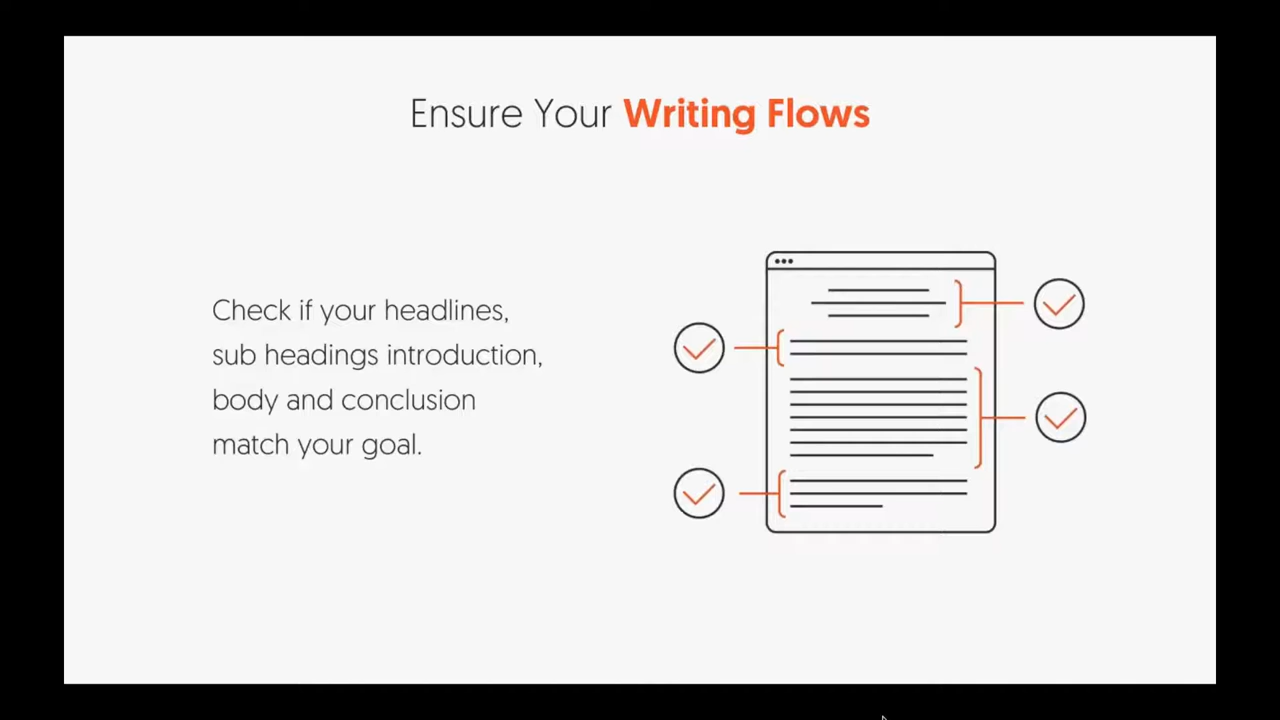 Ensure Your Writing Flows
Check if your headlines,
sub headings introduction,
body and conclusion
match your goal.